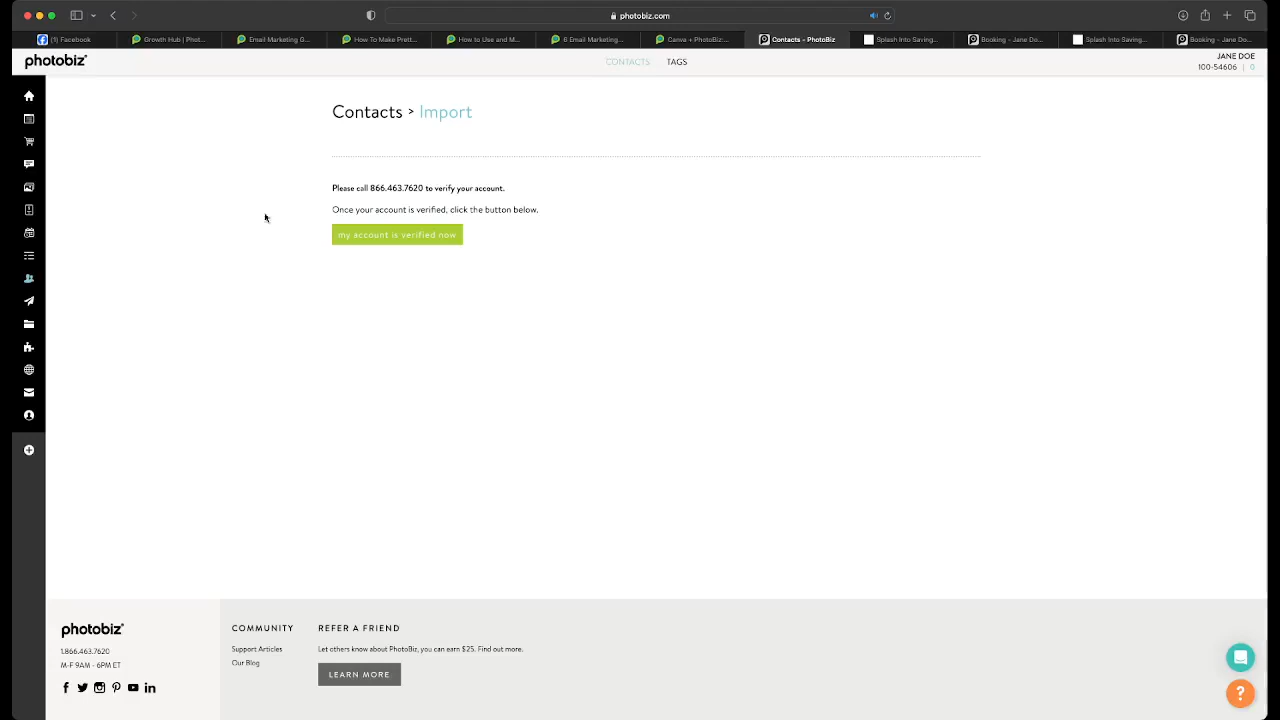 photobiz.com
(1) Facebook
Growth Hub | Phot...
Email Marketing G...
How To Make Prett...
How to Use and M...
6 Email Marketing...
Canva + PhotoBiz:...
Contacts – PhotoBiz
Splash Into Saving...
Booking – Jane Do...
Splash Into Saving...
Booking – Jane Do...
photobiz
CONTACTS
TAGS
JANE DOE
100-54606 | 0
Contacts > Import
Please call 866.463.7620 to verify your account.
Once your account is verified, click the button below.
my account is verified now
photobiz
1.866.463.7620
M-F 9AM - 6PM ET
COMMUNITY
Support Articles
Our Blog
REFER A FRIEND
Let others know about PhotoBiz, you can earn $25. Find out more.
LEARN MORE